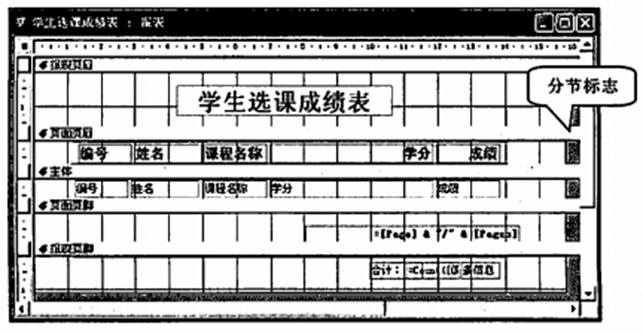 学生选课成绩表 : 报表
报表页眉
学生选课成绩表
分节标志
页面页眉
编号 姓名 课程名称 学分 成绩
主体
编号 姓名 课程名称 学分 成绩
页面页脚
=[Page] & "/" & [Pages]
报表页脚
合计: =Count(